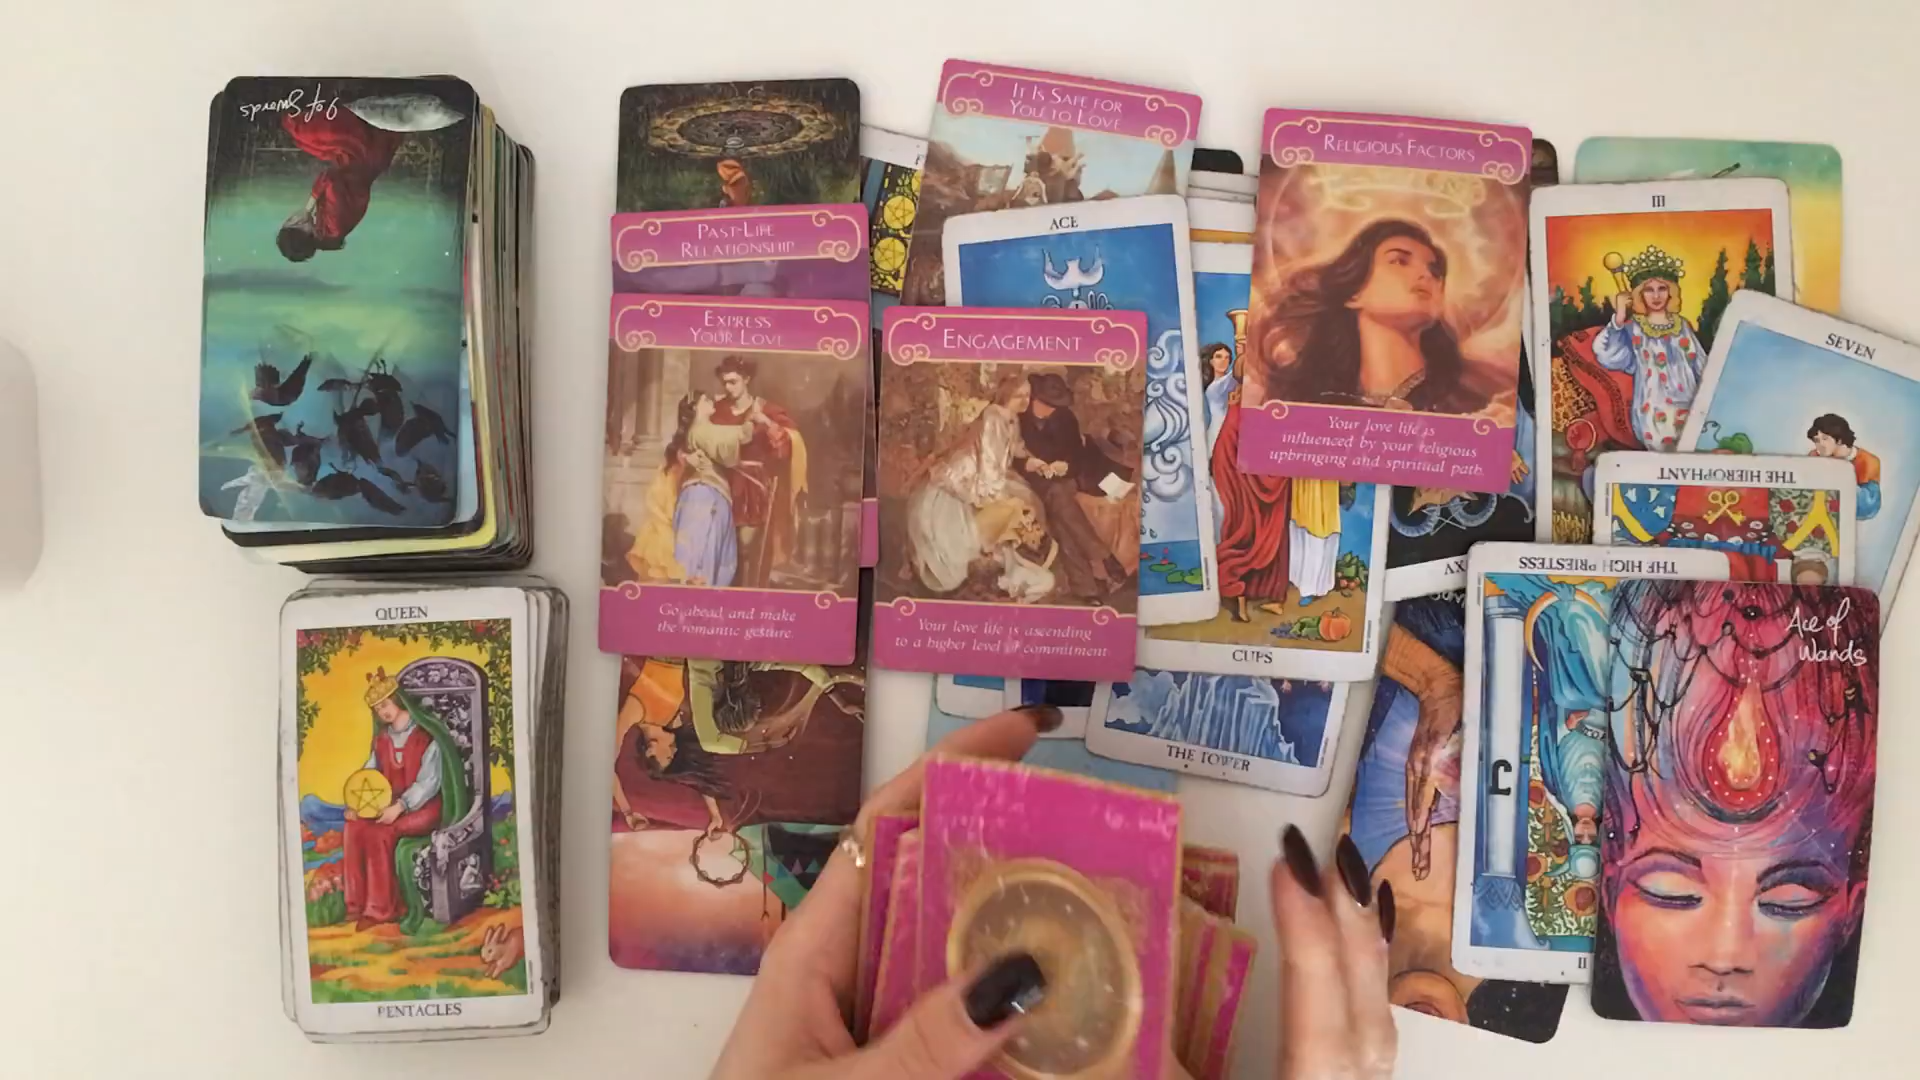 9 of Swords
QUEEN
PENTACLES
PAST-LIFE
RELATIONSHIP
EXPRESS
YOUR LOVE
Go ahead and make
the romantic gesture.
IT IS SAFE FOR
YOU TO LOVE
ACE
ENGAGEMENT
Your love life is ascending
to a higher level of commitment.
CUPS
THE TOWER
RELIGIOUS FACTORS
Your love life is
influenced by your religious
upbringing and spiritual path.
XV
III
SEVEN
THE HIEROPHANT
THE HIGH PRIESTESS
II
Ace of
Wands